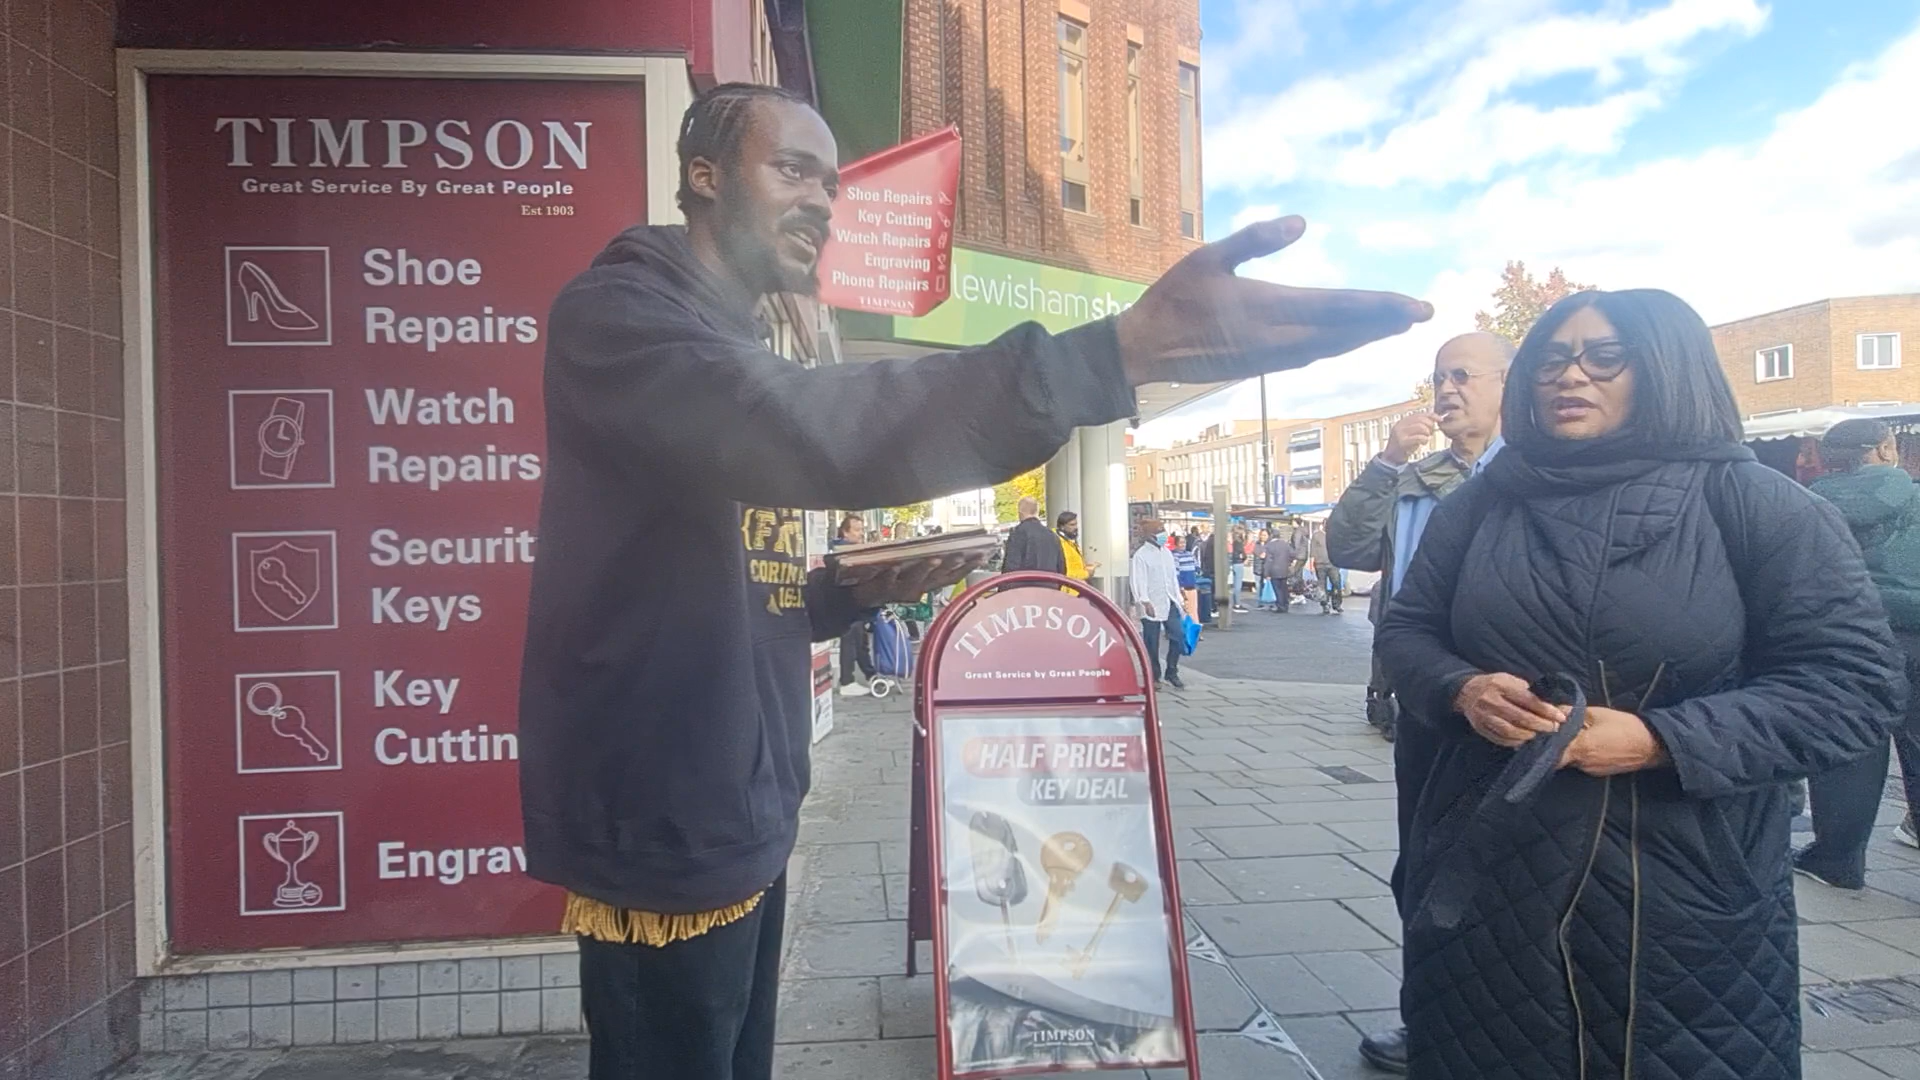 TIMPSON
Great Service By Great People
Est 1903
Shoe
Repairs
Watch
Repairs
Securit
Keys
Key
Cuttin
Engrav
Shoe Repairs
Key Cutting
Watch Repairs
Engraving
Phone Repairs
TIMPSON
lewishamsh
CORIN
16:
TIMPSON
Great Service by Great People
HALF PRICE
KEY DEAL
TIMPSON